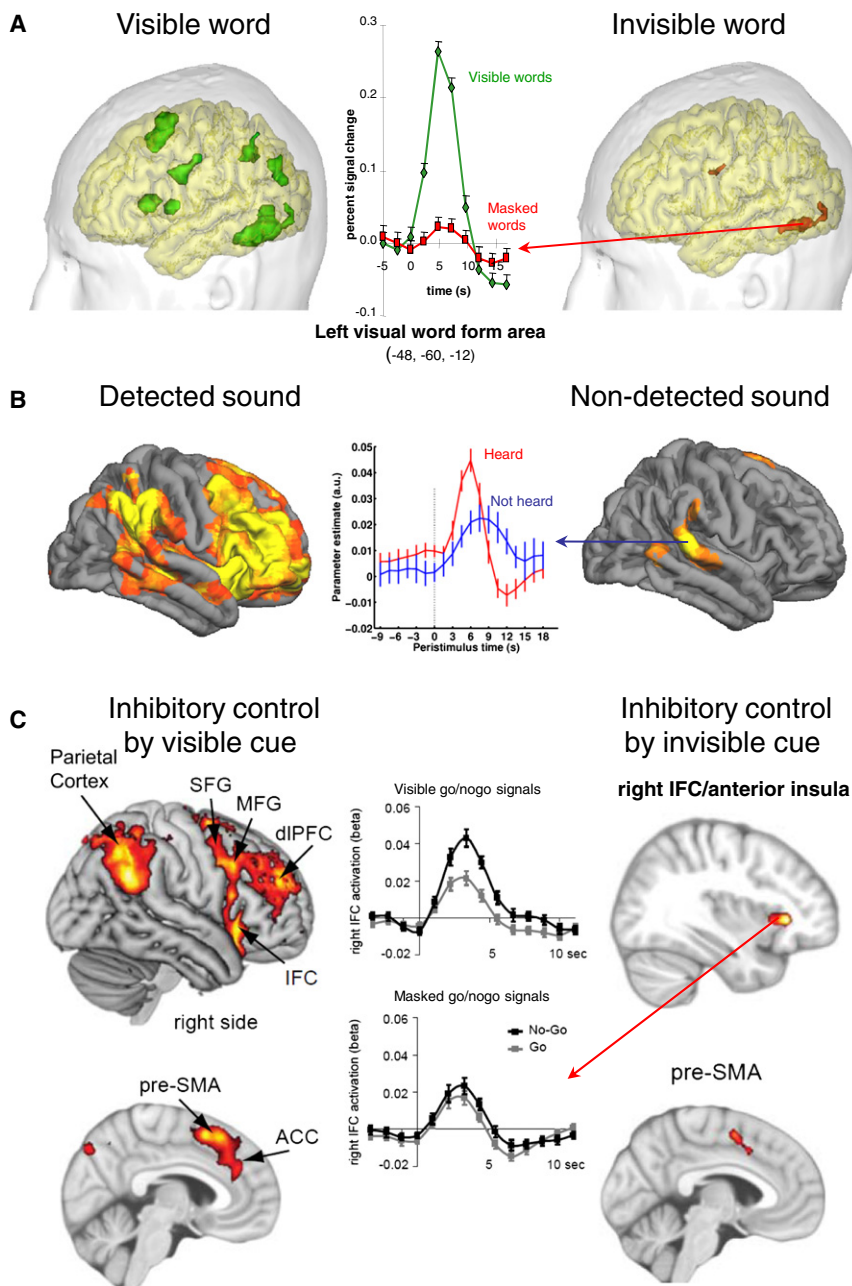 A
Visible word
Invisible word
percent signal change
0.3
0.2
0.1
0.0
-0.1
-5
0
5
10
15
time (s)
Visible words
Masked
words
Left visual word form area
(-48, -60, -12)
B
Detected sound
Non-detected sound
Parameter estimate (a.u.)
0.05
0.04
0.03
0.02
0.01
0
−0.01
−0.02
−9 −6 −3 0 3 6 9 12 15 18
Peristimulus time (s)
Heard
Not heard
C
Inhibitory control
by visible cue
Inhibitory control
by invisible cue
Parietal
Cortex
SFG
MFG
dlPFC
IFC
right side
Visible go/nogo signals
right IFC activation (beta)
0.06
0.04
0.02
-0.02
5
10 sec
right IFC/anterior insula
Masked go/nogo signals
right IFC activation (beta)
0.06
0.04
0.02
-0.02
5
10 sec
No-Go
Go
pre-SMA
ACC
pre-SMA